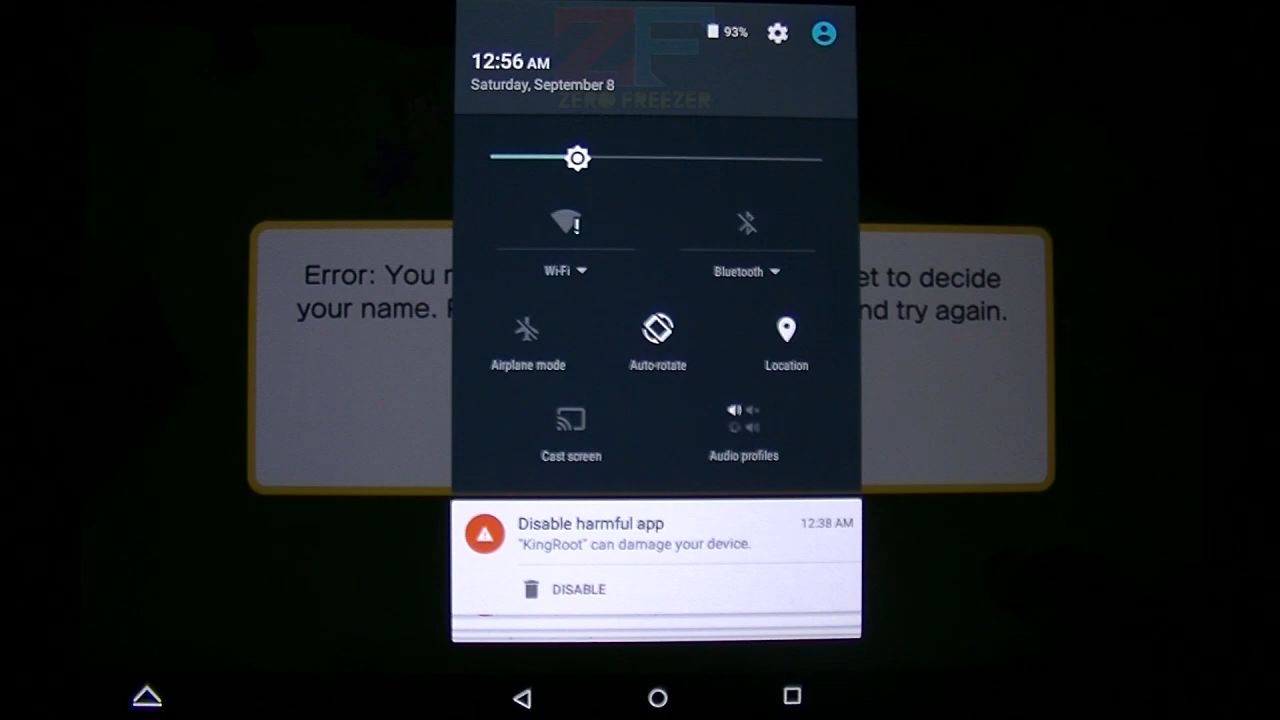 93%
12:56 AM
Saturday, September 8
ZF
ZERO FREEZER
Error: You
et to decide
your name.
nd try again.
Wi-Fi
Bluetooth
Airplane mode
Auto-rotate
Location
Cast screen
Audio profiles
Disable harmful app
12:38 AM
"KingRoot" can damage your device.
DISABLE